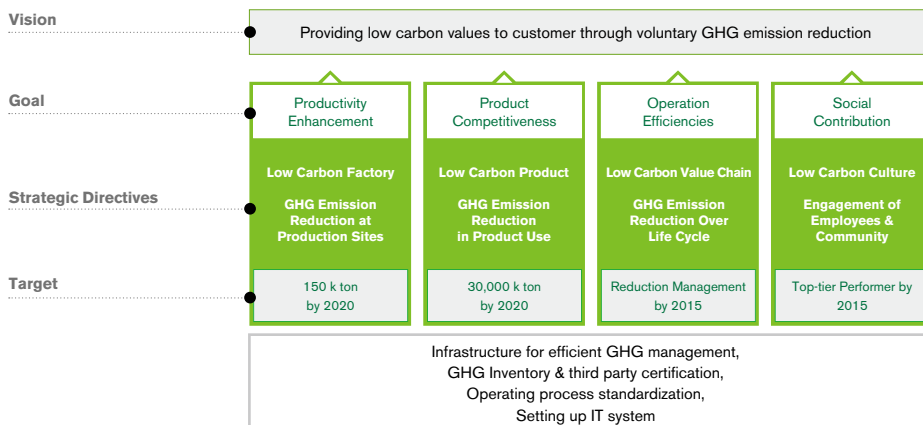 Vision
Providing low carbon values to customer through voluntary GHG emission reduction
Goal
Productivity
Enhancement
Product
Competitiveness
Operation
Efficiencies
Social
Contribution
Strategic Directives
Low Carbon Factory
GHG Emission
Reduction at
Production Sites
Low Carbon Product
GHG Emission
Reduction
in Product Use
Low Carbon Value Chain
GHG Emission
Reduction Over
Life Cycle
Low Carbon Culture
Engagement of
Employees &
Community
Target
150 k ton
by 2020
30,000 k ton
by 2020
Reduction Management
by 2015
Top-tier Performer by
2015
Infrastructure for efficient GHG management,
GHG Inventory & third party certification,
Operating process standardization,
Setting up IT system